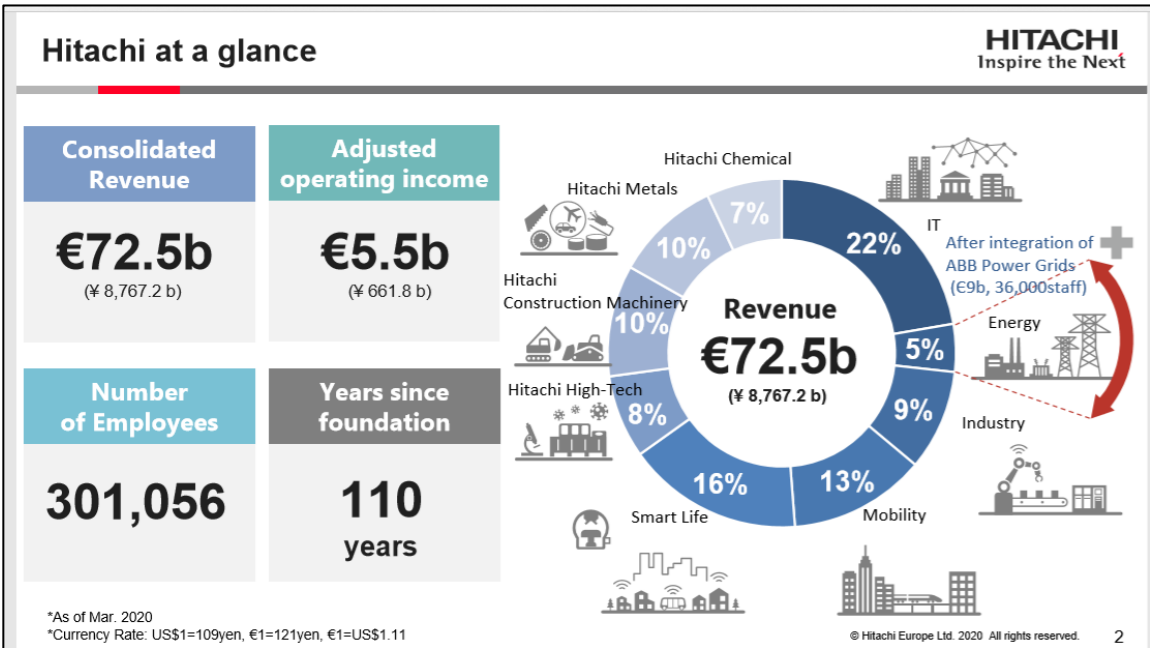 Hitachi at a glance
HITACHI
Inspire the Next
Consolidated
Revenue
€72.5b
(¥ 8,767.2 b)
Adjusted
operating income
€5.5b
(¥ 661.8 b)
Number
of Employees
301,056
Years since
foundation
110
years
Hitachi Chemical
7%
Hitachi Metals
10%
Hitachi
Construction Machinery
10%
Hitachi High-Tech
8%
Smart Life
16%
Mobility
13%
Industry
9%
Energy
5%
IT
22%
After integration of
ABB Power Grids
(€9b, 36,000staff)
Revenue
€72.5b
(¥ 8,767.2 b)
*As of Mar. 2020
*Currency Rate: US$1=109yen, €1=121yen, €1=US$1.11
© Hitachi Europe Ltd. 2020 All rights reserved.
2